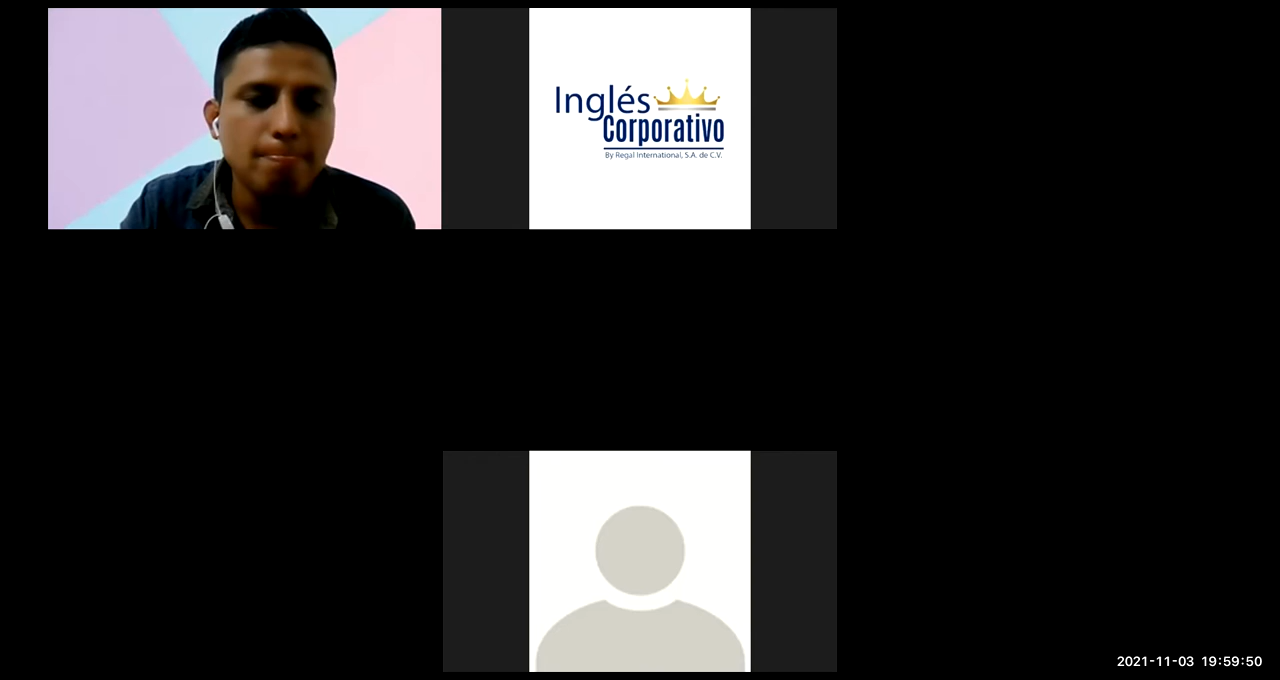 Inglés
Corporativo
By Regal International, S.A. de C.V.
2021-11-03 19:59:50